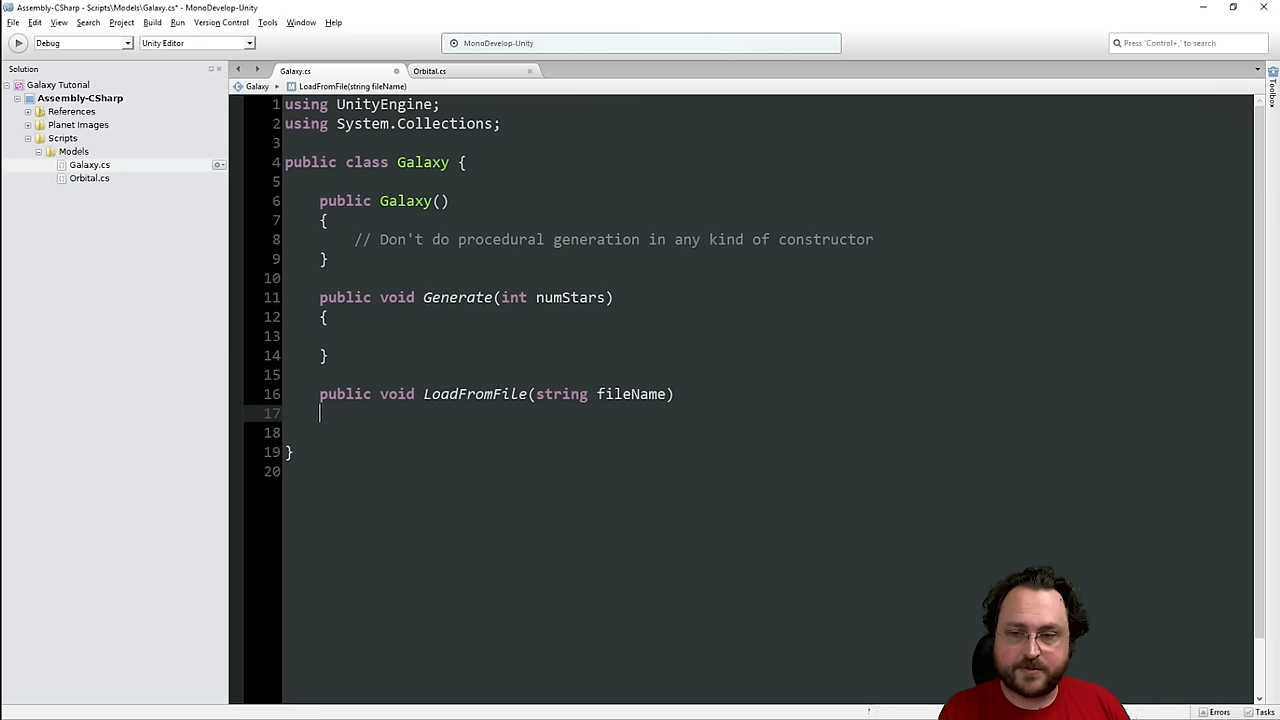 Assembly-CSharp - Scripts\Models\Galaxy.cs* - MonoDevelop-Unity
File Edit View Search Project Build Run Version Control Tools Window Help
Debug Unity Editor MonoDevelop-Unity Press 'Control+,' to search
Solution Galaxy.cs Orbital.cs
Galaxy LoadFromFile(string fileName)
Galaxy Tutorial
Assembly-CSharp
References
Planet Images
Scripts
Models
Galaxy.cs
Orbital.cs
Toolbox
1 using UnityEngine;
2 using System.Collections;
3
4 public class Galaxy {
5
6 public Galaxy()
7 {
8 // Don't do procedural generation in any kind of constructor
9 }
10
11 public void Generate(int numStars)
12 {
13
14 }
15
16 public void LoadFromFile(string fileName)
17
18
19 }
20
Errors Tasks